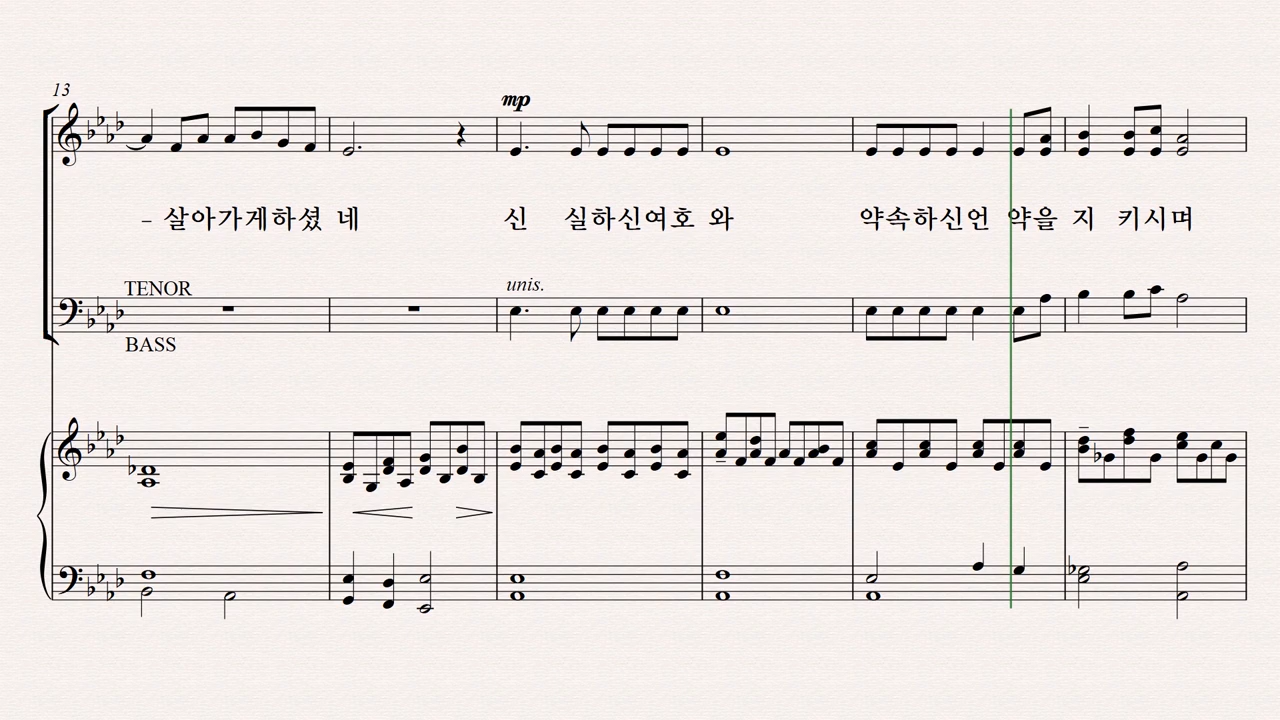 13
mp
– 살아가게하셨 네 신 실하신여호 와 약속하신언 약을 지 키시며
TENOR
unis.
BASS